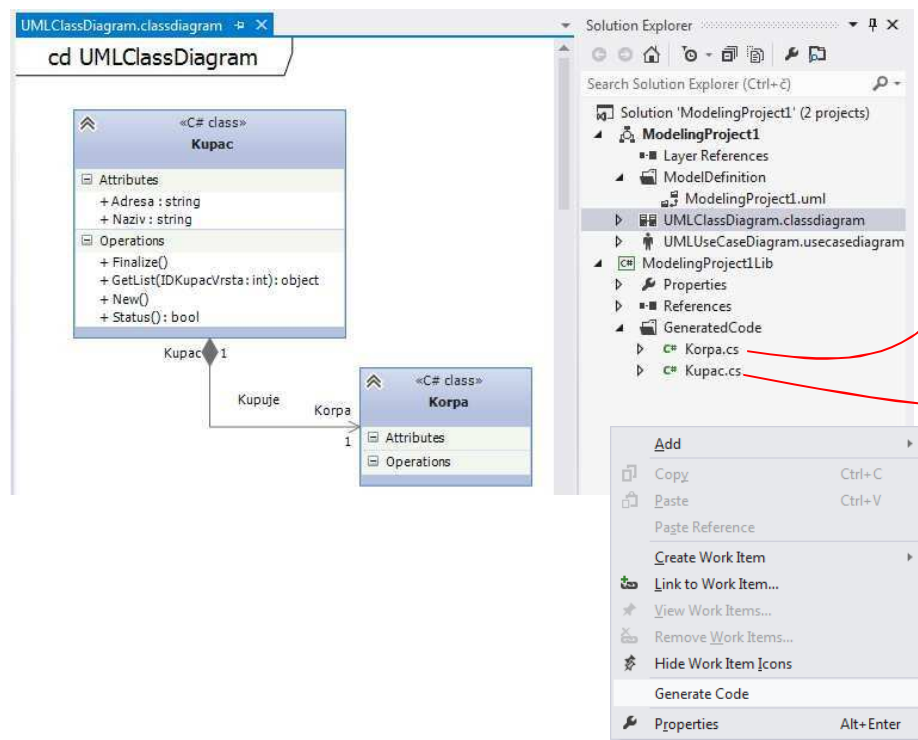 UMLClassDiagram.classdiagram
cd UMLClassDiagram
«C# class»
Kupac
Attributes
+ Adresa : string
+ Naziv : string
Operations
+ Finalize()
+ GetList(IDKupacVrsta : int): object
+ New()
+ Status() : bool
Kupac 1
Kupuje
Korpa
1
«C# class»
Korpa
Attributes
Operations
Solution Explorer
Search Solution Explorer (Ctrl+č)
Solution 'ModelingProject1' (2 projects)
ModelingProject1
Layer References
ModelDefinition
ModelingProject1.uml
UMLClassDiagram.classdiagram
UMLUseCaseDiagram.usecasediagram
C# ModelingProject1Lib
Properties
References
GeneratedCode
C# Korpa.cs
C# Kupac.cs
Add
Copy Ctrl+C
Paste Ctrl+V
Paste Reference
Create Work Item
Link to Work Item...
View Work Items...
Remove Work Items...
Hide Work Item Icons
Generate Code
Properties Alt+Enter